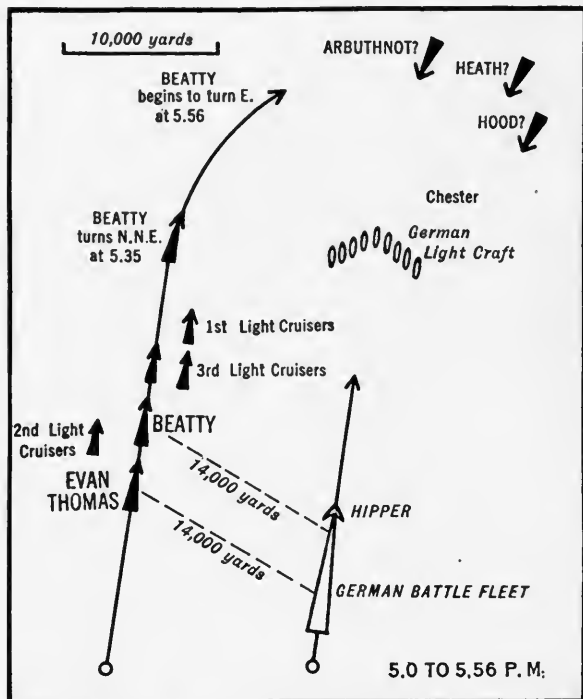 10,000 yards
BEATTY
begins to turn E.
at 5.56
ARBUTHNOT?
HEATH?
HOOD?
Chester
German
Light Craft
BEATTY
turns N.N.E.
at 5.35
1st Light Cruisers
3rd Light Cruisers
2nd Light
Cruisers
BEATTY
EVAN
THOMAS
14,000 yards
14,000 yards
HIPPER
GERMAN BATTLE FLEET
5.0 TO 5,56 P.M: